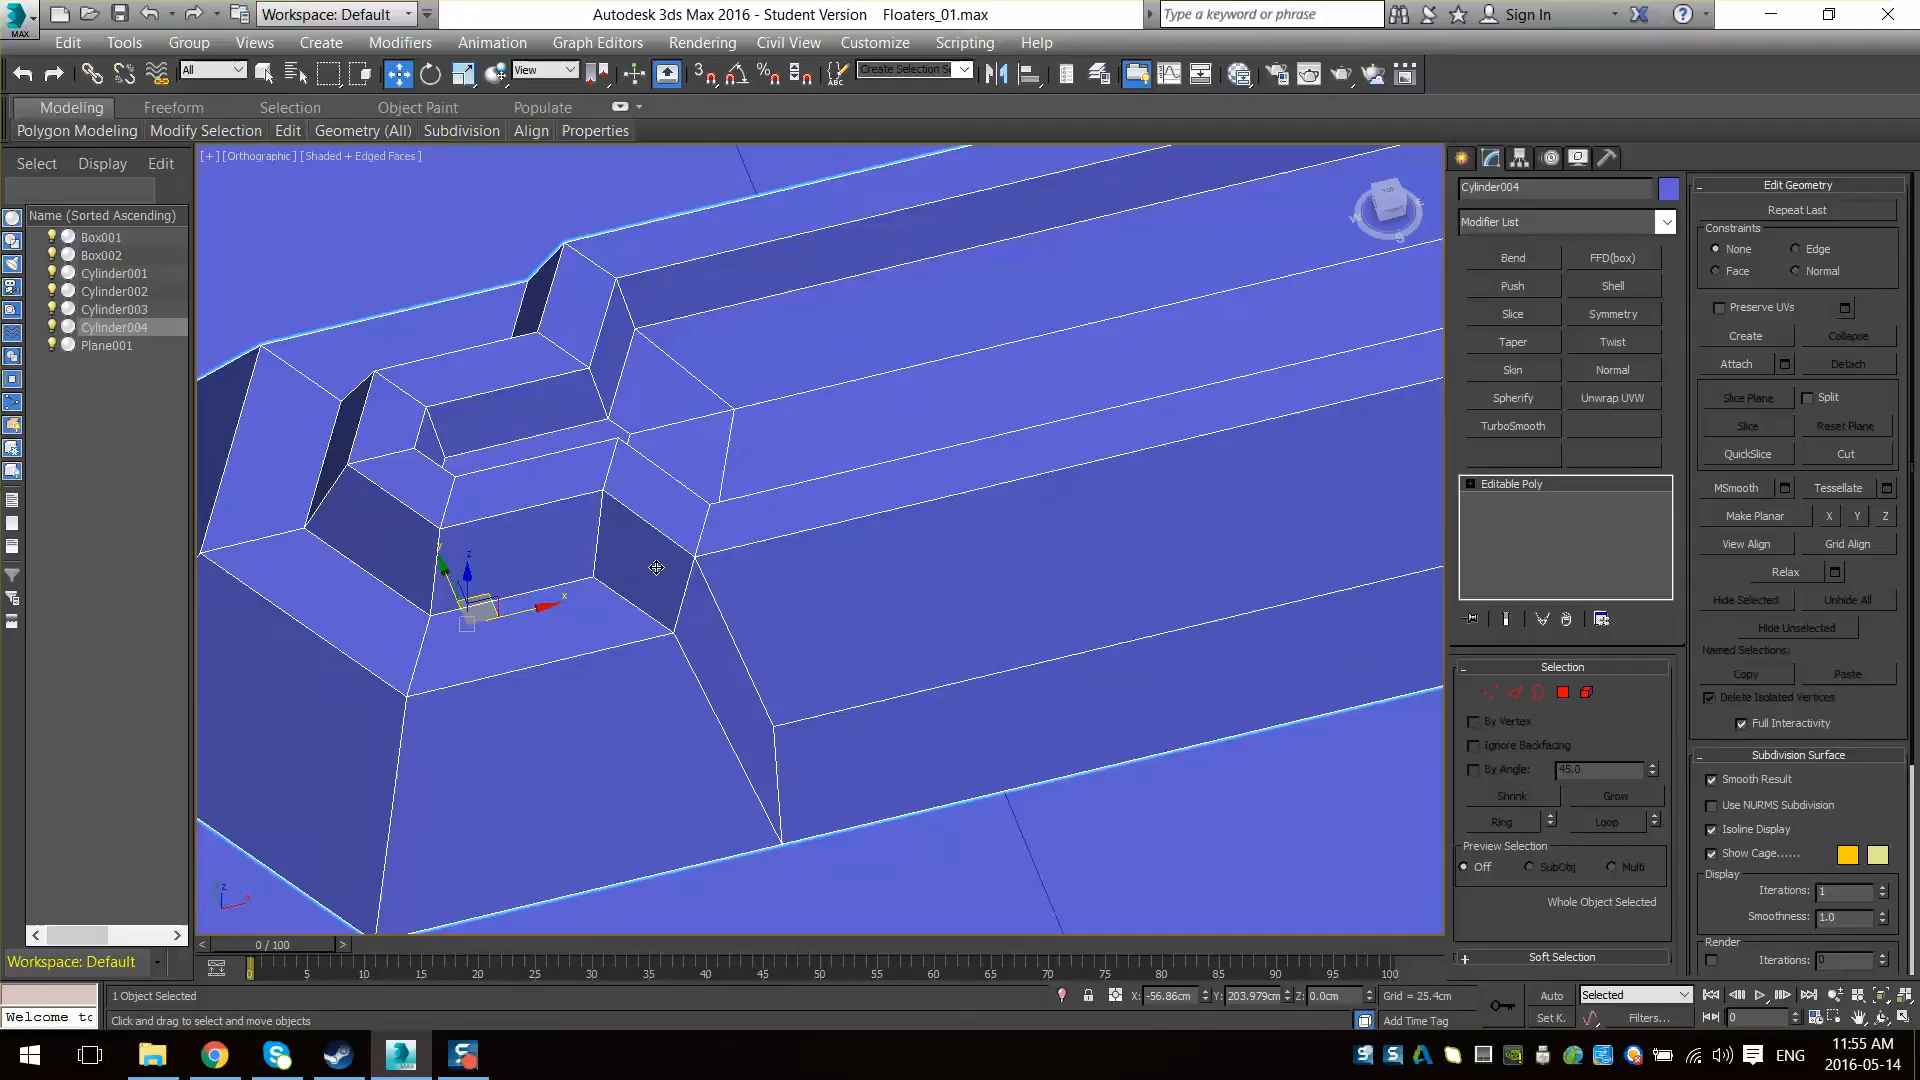 Workspace: Default
Autodesk 3ds Max 2016 - Student Version Floaters_01.max
Type a keyword or phrase
Sign In
MAX
Edit Tools Group Views Create Modifiers Animation Graph Editors Rendering Civil View Customize Scripting Help
All
View
Create Selection Se
Modeling Freeform Selection Object Paint Populate
Polygon Modeling Modify Selection Edit Geometry (All) Subdivision Align Properties
Select Display Edit
Name (Sorted Ascending)
Box001
Box002
Cylinder001
Cylinder002
Cylinder003
Cylinder004
Plane001
[+] [Orthographic] [Shaded + Edged Faces]
TOP
W
S
z
y
x
Cylinder004
Modifier List
Bend FFD(box)
Push Shell
Slice Symmetry
Taper Twist
Skin Normal
Spherify Unwrap UVW
TurboSmooth
Editable Poly
Selection
By Vertex
Ignore Backfacing
By Angle: 45.0
Shrink Grow
Ring Loop
Preview Selection
Off SubObj Multi
Whole Object Selected
Soft Selection
Edit Geometry
Repeat Last
Constraints
None Edge
Face Normal
Preserve UVs
Create Collapse
Attach Detach
Slice Plane Split
Slice Reset Plane
QuickSlice Cut
MSmooth Tessellate
Make Planar X Y Z
View Align Grid Align
Relax
Hide Selected Unhide All
Hide Unselected
Named Selections:
Copy Paste
Delete Isolated Vertices
Full Interactivity
Subdivision Surface
Smooth Result
Use NURMS Subdivision
Isoline Display
Show Cage......
Display
Iterations: 1
Smoothness: 1.0
Render
Iterations: 0
0 / 100
Workspace: Default
0 5 10 15 20 25 30 35 40 45 50 55 60 65 70 75 80 85 90 95 100
1 Object Selected
X: -56.86cm Y: 203.979cm Z: 0.0cm Grid = 25.4cm
Auto Selected
Welcome to
Click and drag to select and move objects
Add Time Tag
Set K. Filters... 0
ENG
11:55 AM
2016-05-14